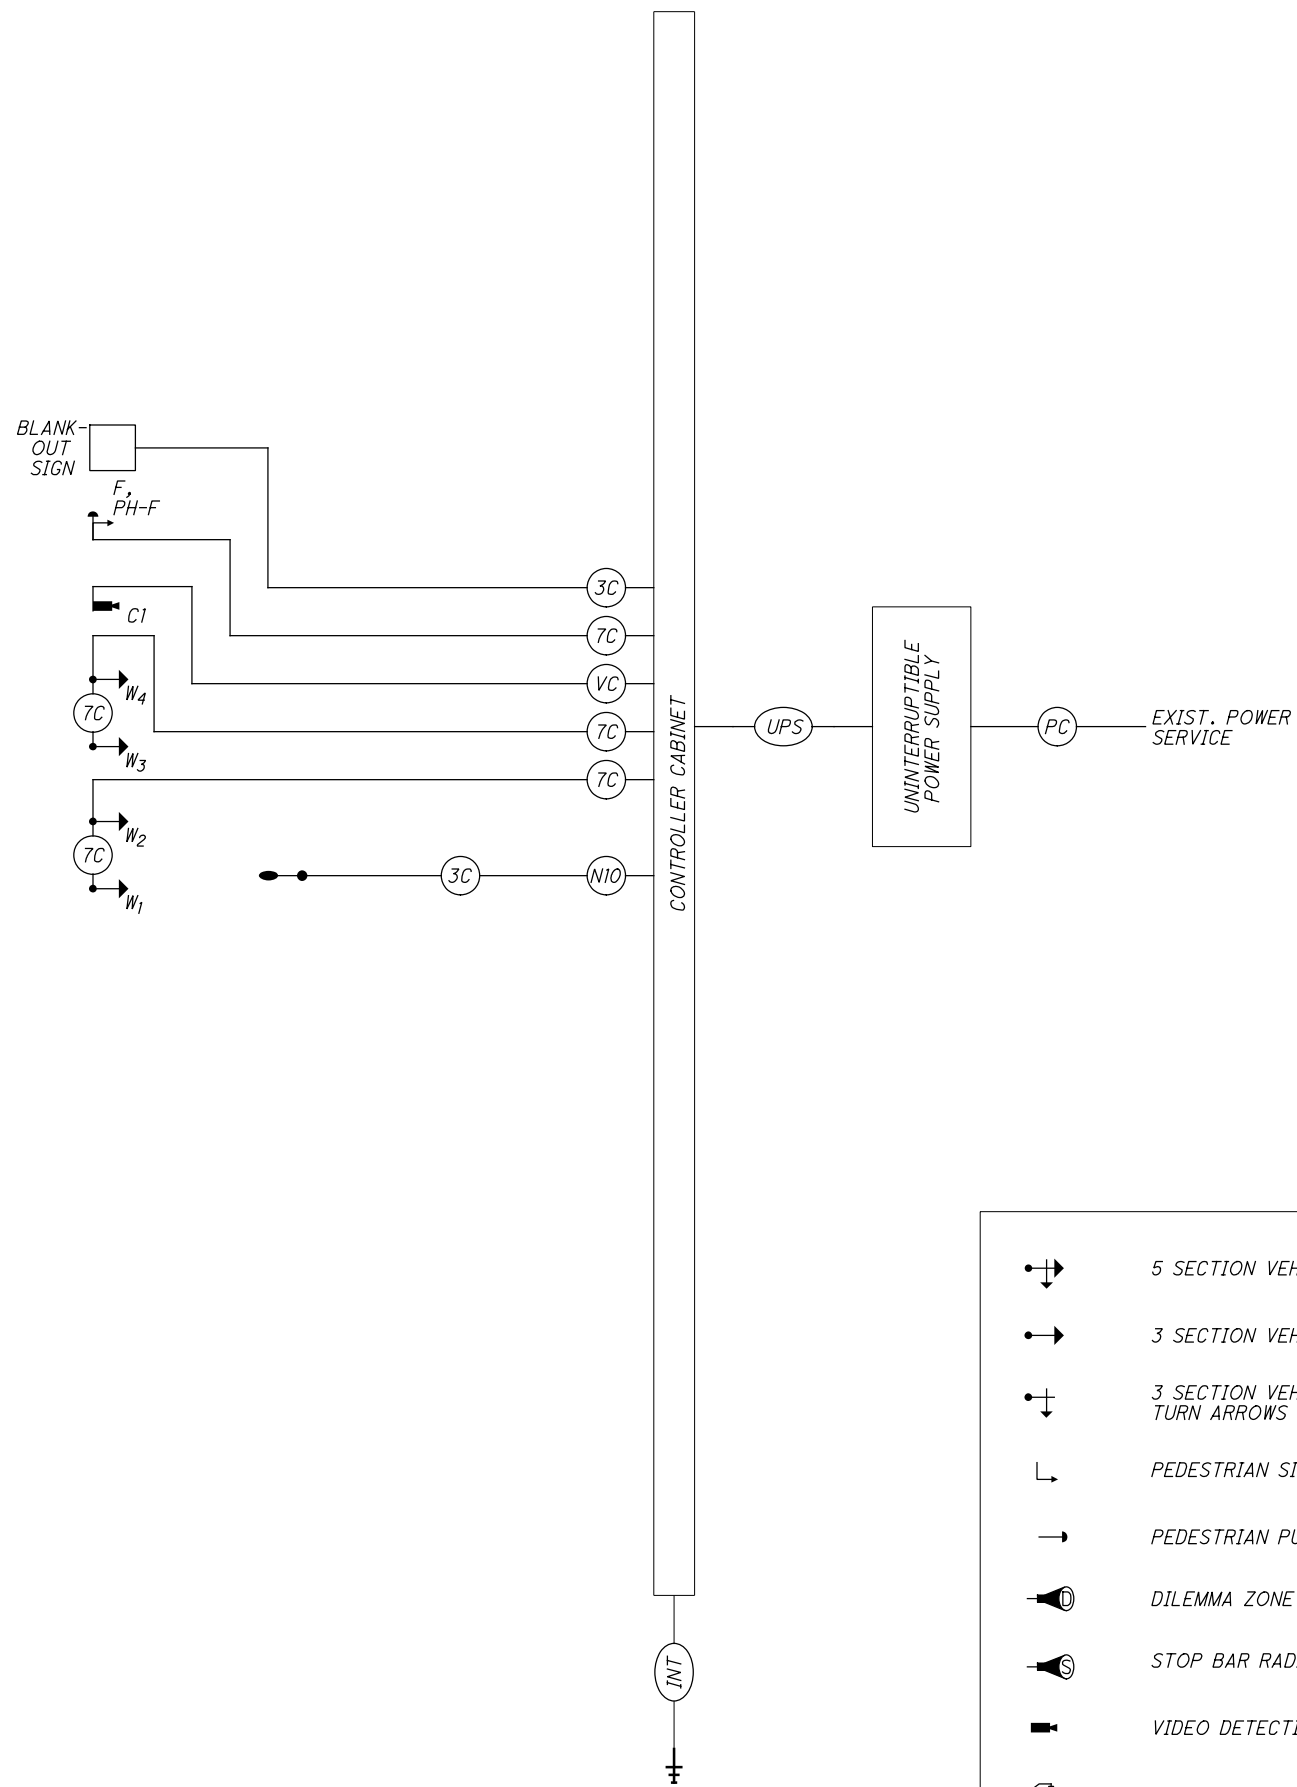 BLANK-
OUT
SIGN
F,
PH-F
3C
7C
C1
VC
W4
7C
7C
W3
7C
W2
7C
W1
3C
N10
CONTROLLER CABINET
UPS
UNINTERRUPTIBLE
POWER SUPPLY
PC
EXIST. POWER
SERVICE
INT
5 SECTION VEH
3 SECTION VEH
3 SECTION VEH
TURN ARROWS
PEDESTRIAN SI
PEDESTRIAN PU
D
DILEMMA ZONE
S
STOP BAR RAD
VIDEO DETECTI